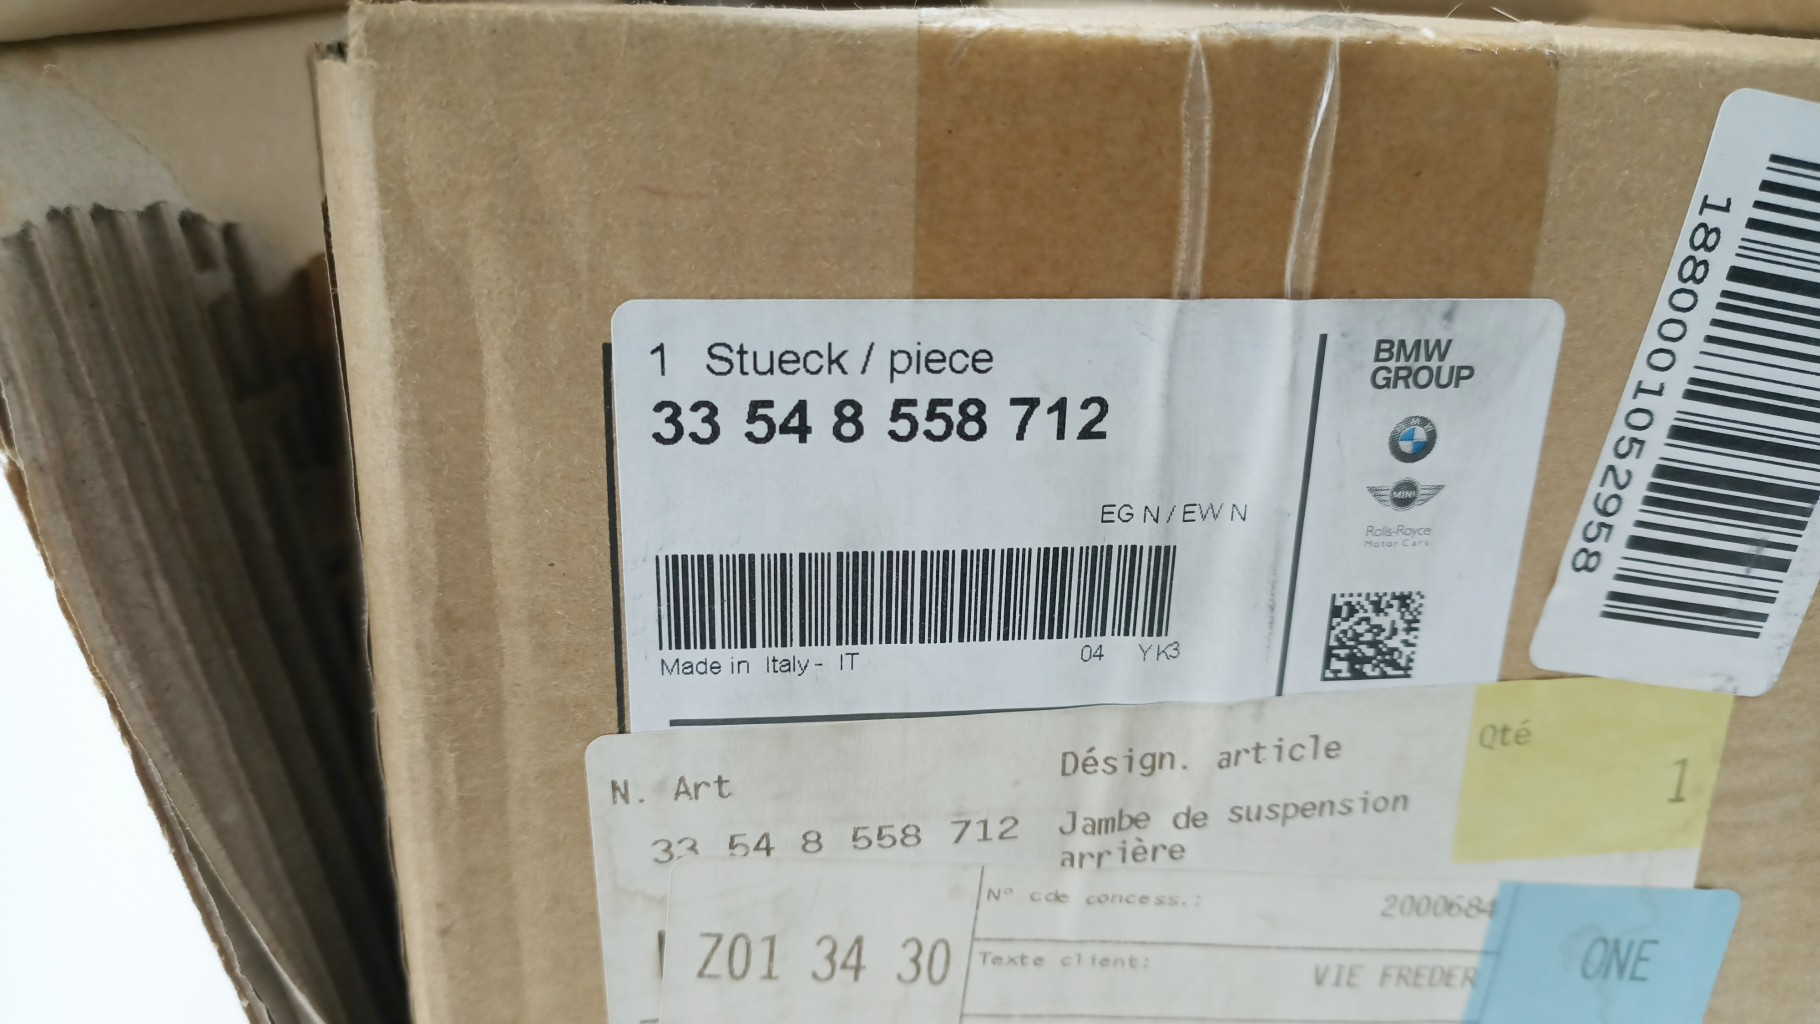 1 Stueck / piece
33 54 8 558 712
EG N / EW N
Made in Italy - IT
04 YK3
BMW
GROUP
BMW
MINI
Rolls-Royce
Motor Cars
1880001052958
N. Art
33 54 8 558 712
Désign. article
Jambe de suspension
arrière
Qté
1
Z01 34 30
N° cde concess.:
2000684
Texte client:
VIE FREDER
ONE